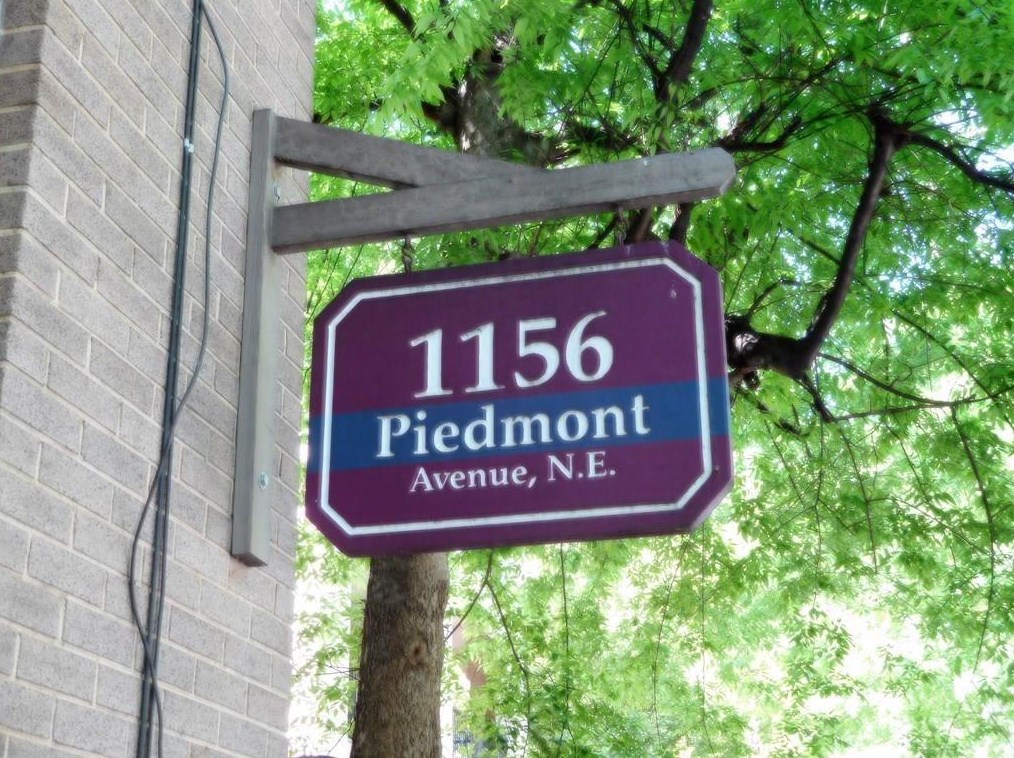 1156
Piedmont
Avenue, N.E.